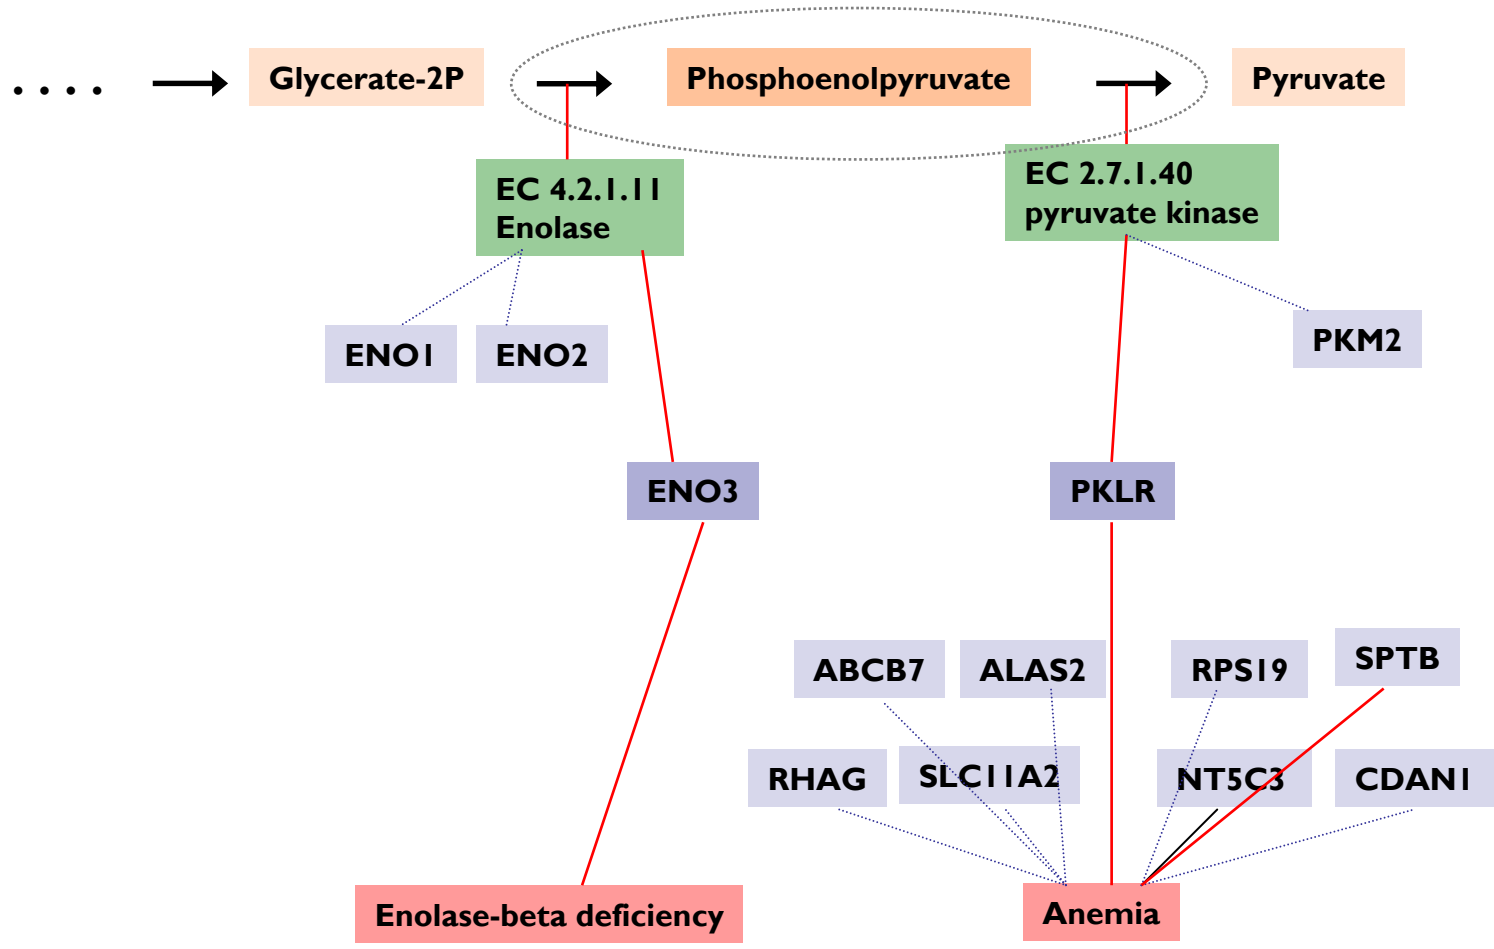 . . . .
Glycerate-2P
Phosphoenolpyruvate
Pyruvate
EC 4.2.1.11
Enolase
EC 2.7.1.40
pyruvate kinase
ENO1
ENO2
PKM2
ENO3
PKLR
ABCB7
ALAS2
RPS19
SPTB
RHAG
SLC11A2
NT5C3
CDAN1
Enolase-beta deficiency
Anemia